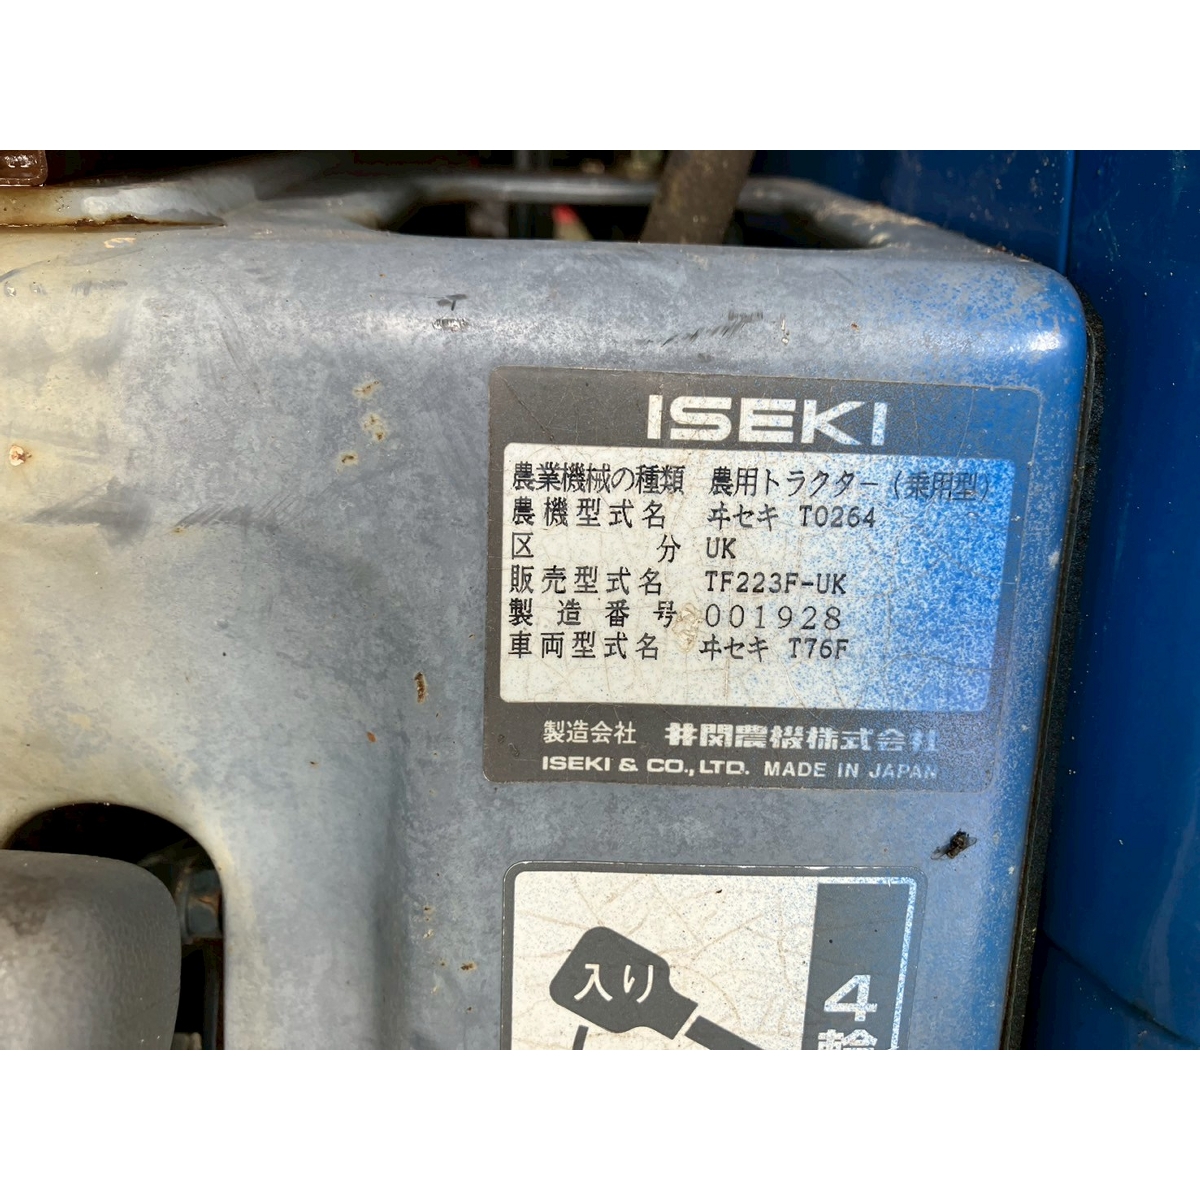 ISEKI
農業機械の種類 農用トラクター(乗用型)
農機型式名 ヰセキ TO264
区分 UK
販売型式名 TF223F-UK
製造番号 001928
車両型式名 ヰセキ T76F
製造会社 井関農機株式会社
ISEKI & CO.,LTD. MADE IN JAPAN
入り
4輪